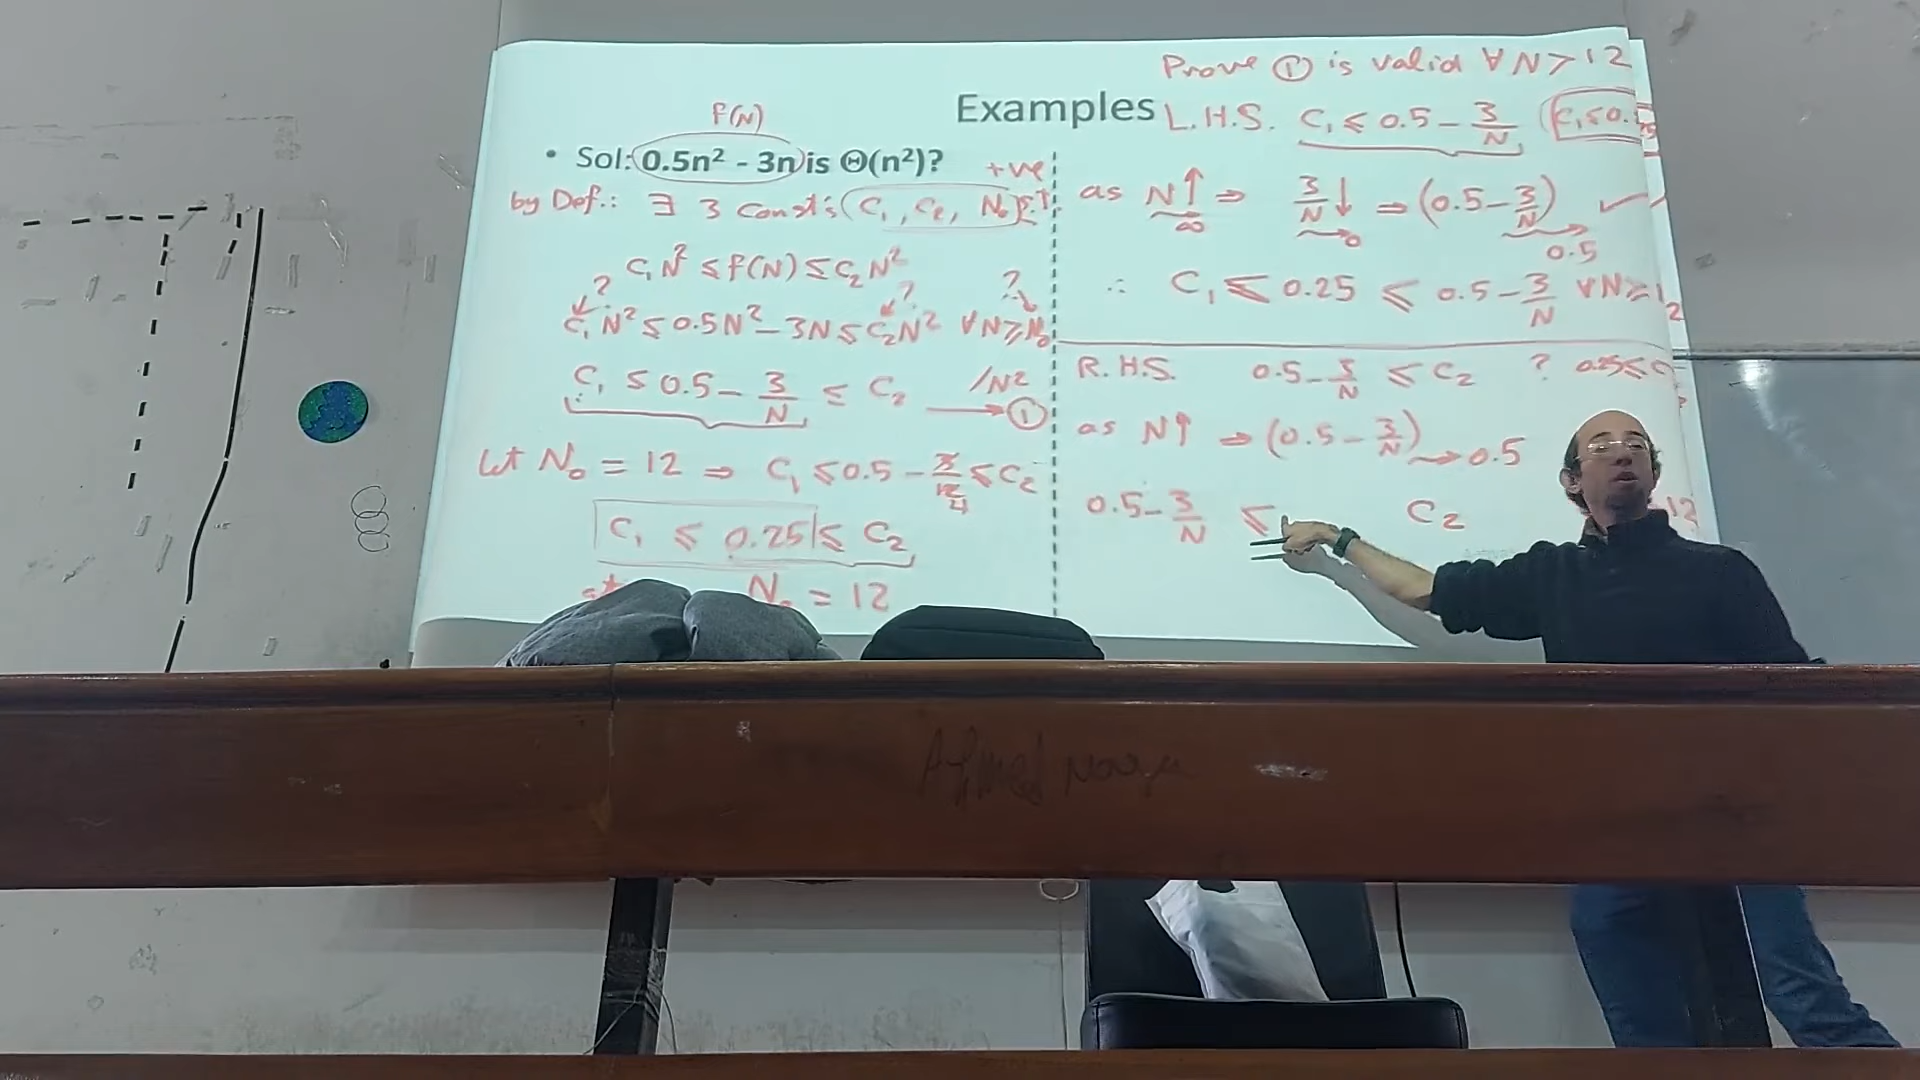 Examples
F(N)
• Sol: 0.5n² - 3n is Θ(n²)?
+ve
by Def.: ∃ 3 Const's (C₁, C₂, N₀)
C₁N² ≤ F(N) ≤ C₂N²
? ? ?
C₁N² ≤ 0.5N² - 3N ≤ C₂N² ∀N ≥ N₀
C₁ ≤ 0.5 - 3/N ≤ C₂ /N² → ①
let N₀ = 12 ⇒ C₁ ≤ 0.5 - 3/12 ≤ C₂
4
C₁ ≤ 0.25 ≤ C₂
at N₀ = 12
Prove ① is valid ∀ N > 12
L.H.S. C₁ ≤ 0.5 - 3/N
as N↑ ⇒ 3/N ↓ ⇒ (0.5 - 3/N) ✓
∞ 0 0.5
∴ C₁ ≤ 0.25 ≤ 0.5 - 3/N ∀N ≥ 12
R.H.S. 0.5 - 3/N ≤ C₂ ? 0.25 ≤ C
as N↑ ⇒ (0.5 - 3/N) → 0.5
0.5 - 3/N ≤ C₂ 12